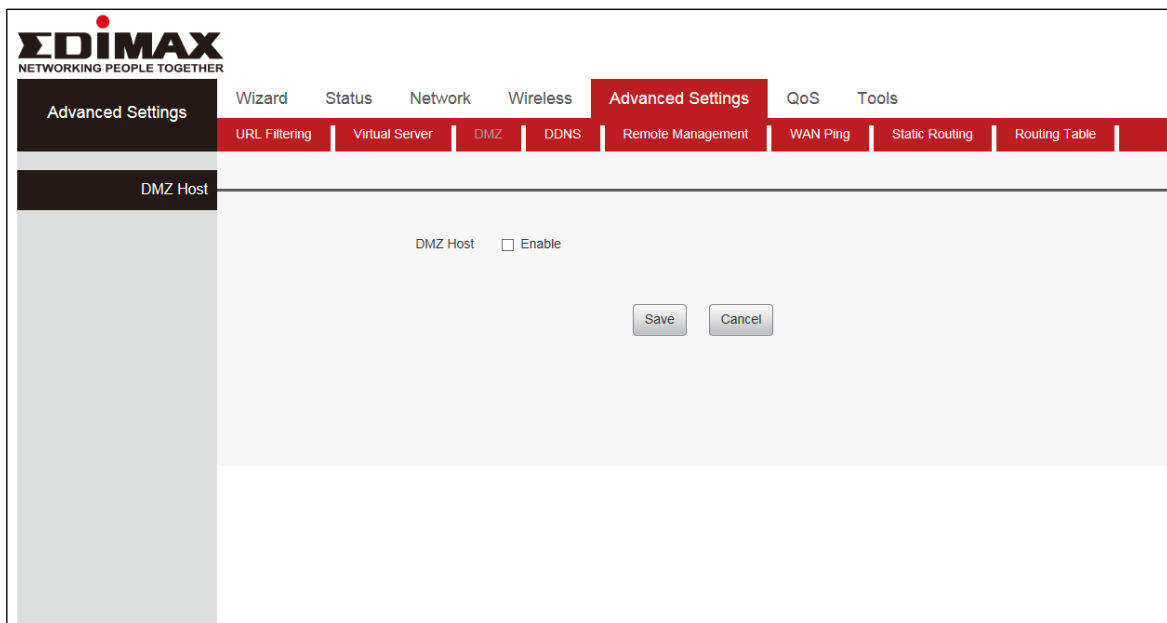 EDIMAX
NETWORKING PEOPLE TOGETHER
Advanced Settings
Wizard Status Network Wireless Advanced Settings QoS Tools
URL Filtering Virtual Server DMZ DDNS Remote Management WAN Ping Static Routing Routing Table
DMZ Host
DMZ Host Enable
Save Cancel